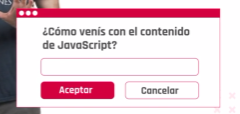 ¿Cómo venís con el contenido
de JavaScript?
Aceptar
Cancelar